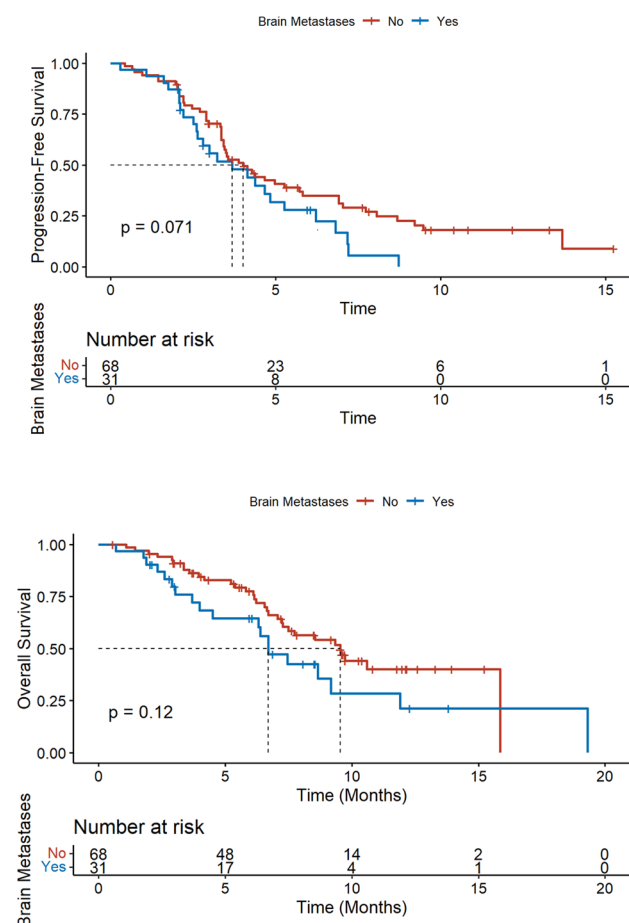 Brain Metastases No Yes
Progression-Free Survival
1.00
0.75
0.50
0.25
0.00
p = 0.071
0 5 10 15
Time
Number at risk
Brain Metastases
No 68 23 6 1
Yes 31 8 0 0
0 5 10 15
Time
Brain Metastases No Yes
Overall Survival
1.00
0.75
0.50
0.25
0.00
p = 0.12
0 5 10 15 20
Time (Months)
Number at risk
Brain Metastases
No 68 48 14 2 0
Yes 31 17 4 1 0
0 5 10 15 20
Time (Months)